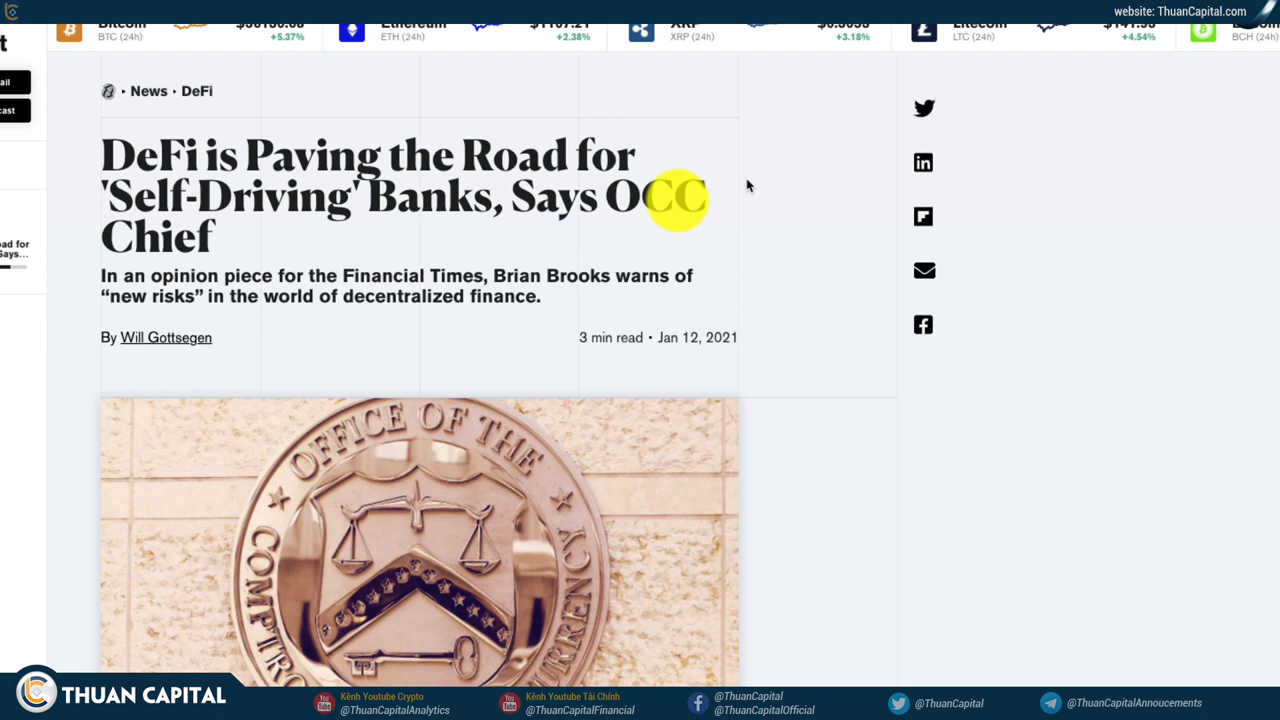 website: ThuanCapital.com
BTC (24h)
+5.37%
ETH (24h)
+2.38%
XRP (24h)
+3.18%
LTC (24h)
+4.54%
BCH (24h)
News · DeFi
DeFi is Paving the Road for
'Self-Driving' Banks, Says OCC
Chief
In an opinion piece for the Financial Times, Brian Brooks warns of
“new risks” in the world of decentralized finance.
By Will Gottsegen
3 min read • Jan 12, 2021
OFFICE OF THE
THUAN CAPITAL
Kênh Youtube Crypto
@ThuanCapitalAnalytics
Kênh Youtube Tài Chính
@ThuanCapitalFinancial
@ThuanCapital
@ThuanCapitalOfficial
@ThuanCapital
@ThuanCapitalAnnoucements